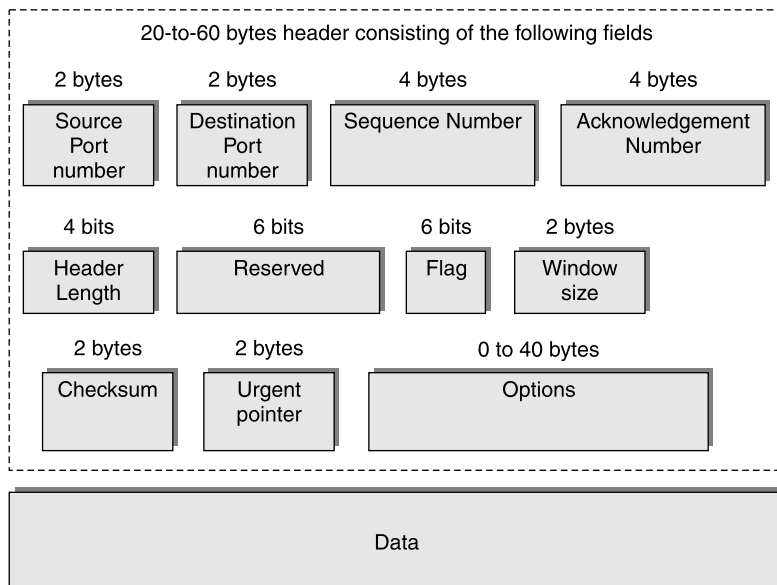 20-to-60 bytes header consisting of the following fields
2 bytes
2 bytes
4 bytes
4 bytes
Source
Port
number
Destination
Port
number
Sequence Number
Acknowledgement
Number
4 bits
6 bits
6 bits
2 bytes
Header
Length
Reserved
Flag
Window
size
2 bytes
2 bytes
0 to 40 bytes
Checksum
Urgent
pointer
Options
Data